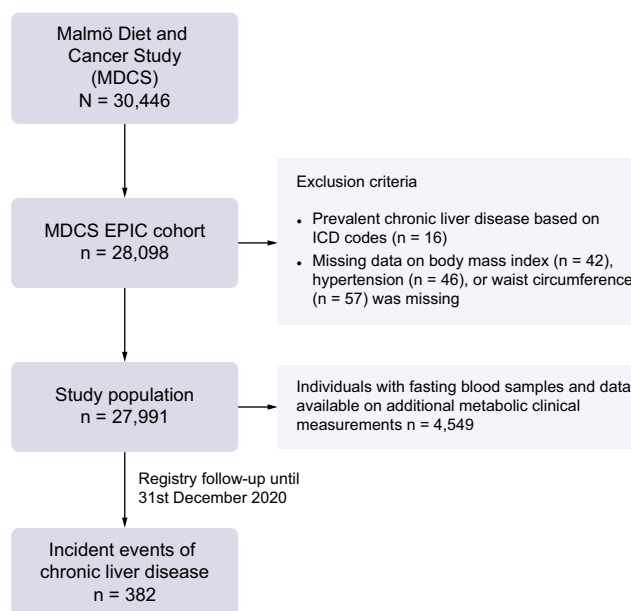 Malmö Diet and
Cancer Study
(MDCS)
N = 30,446
MDCS EPIC cohort
n = 28,098
Exclusion criteria
• Prevalent chronic liver disease based on
ICD codes (n = 16)
• Missing data on body mass index (n = 42),
hypertension (n = 46), or waist circumference
(n = 57) was missing
Study population
n = 27,991
Individuals with fasting blood samples and data
available on additional metabolic clinical
measurements n = 4,549
Registry follow-up until
31st December 2020
Incident events of
chronic liver disease
n = 382